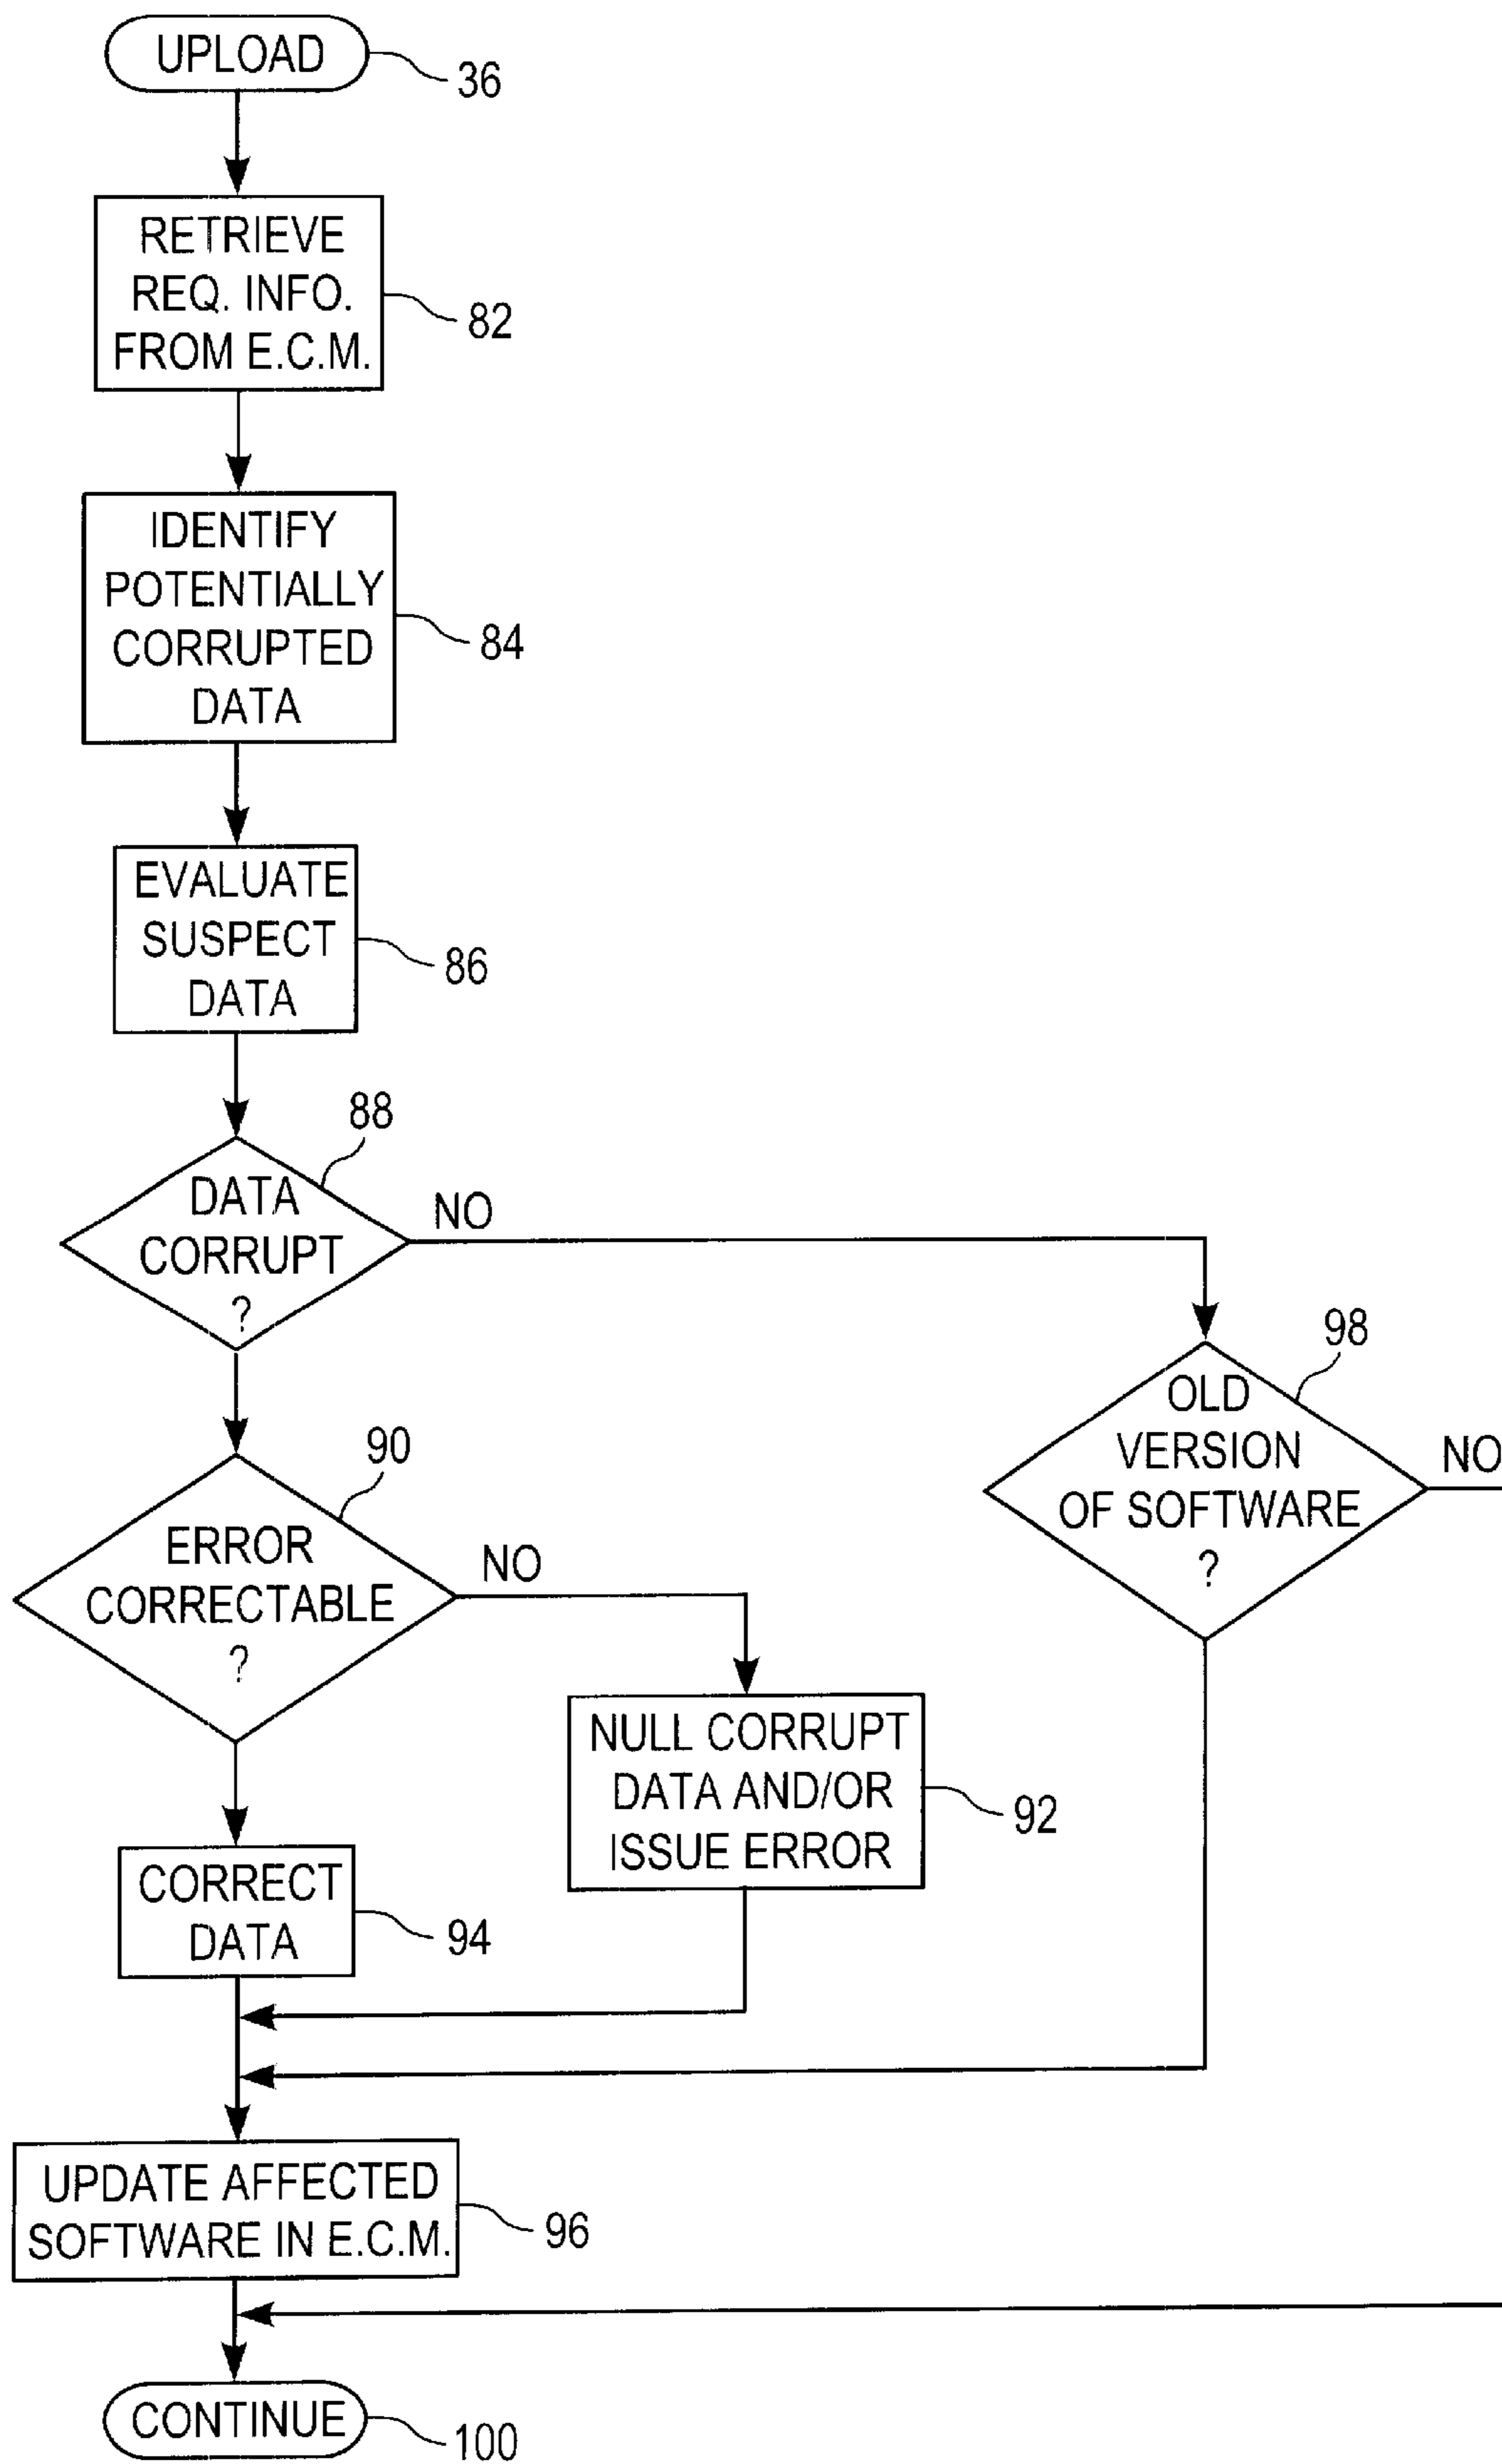 UPLOAD
36
RETRIEVE
REQ. INFO.
FROM E.C.M.
82
IDENTIFY
POTENTIALLY
CORRUPTED
DATA
84
EVALUATE
SUSPECT
DATA
86
88
DATA
CORRUPT
?
NO
98
OLD
VERSION
OF SOFTWARE
?
NO
90
ERROR
CORRECTABLE
?
NO
NULL CORRUPT
DATA AND/OR
ISSUE ERROR
92
CORRECT
DATA
94
UPDATE AFFECTED
SOFTWARE IN E.C.M.
96
CONTINUE
100